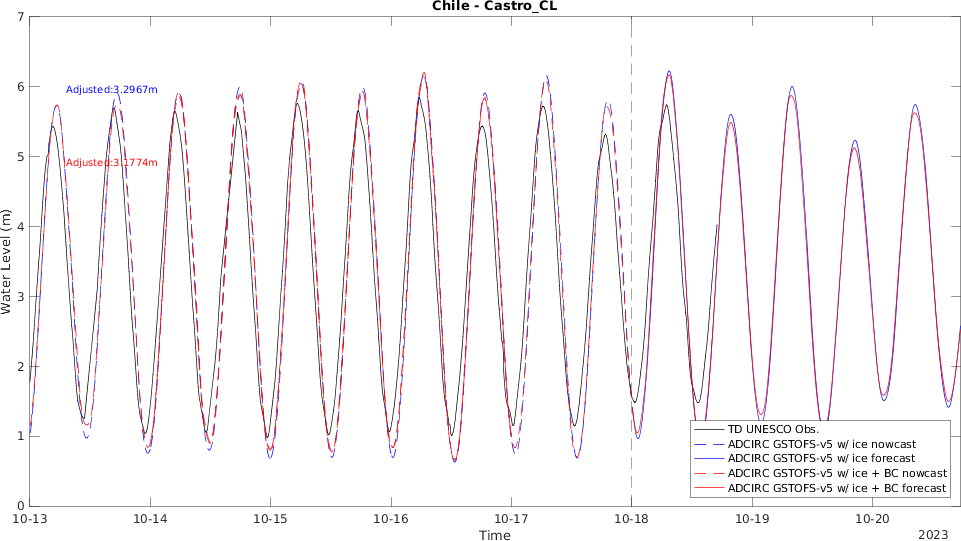 Chile - Castro_CL
7
6
5
4
3
2
1
0
Water Level (m)
Adjusted:3.2967m
Adjusted:3.1774m
TD UNESCO Obs.
ADCIRC GSTOFS-v5 w/ ice nowcast
ADCIRC GSTOFS-v5 w/ ice forecast
ADCIRC GSTOFS-v5 w/ ice + BC nowcast
ADCIRC GSTOFS-v5 w/ ice + BC forecast
10-13 10-14 10-15 10-16 10-17 10-18 10-19 10-20
Time
2023